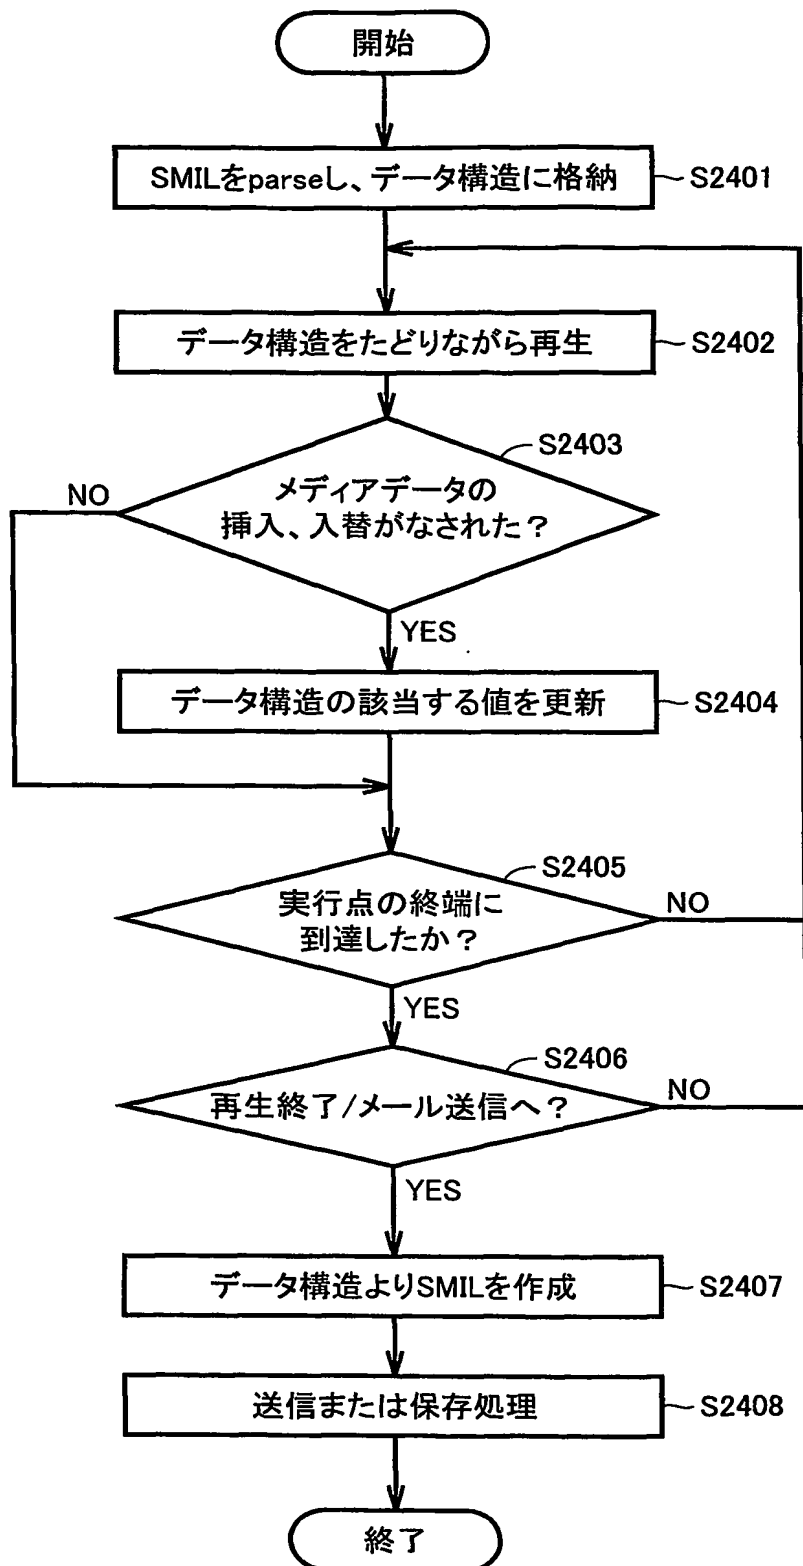 開始
SMILをparseし、データ構造に格納
S2401
データ構造をたどりながら再生
S2402
S2403
メディアデータの
挿入、入替がなされた？
NO
YES
データ構造の該当する値を更新
S2404
S2405
実行点の終端に
到達したか？
NO
YES
S2406
再生終了/メール送信へ？
NO
YES
データ構造よりSMILを作成
S2407
送信または保存処理
S2408
終了